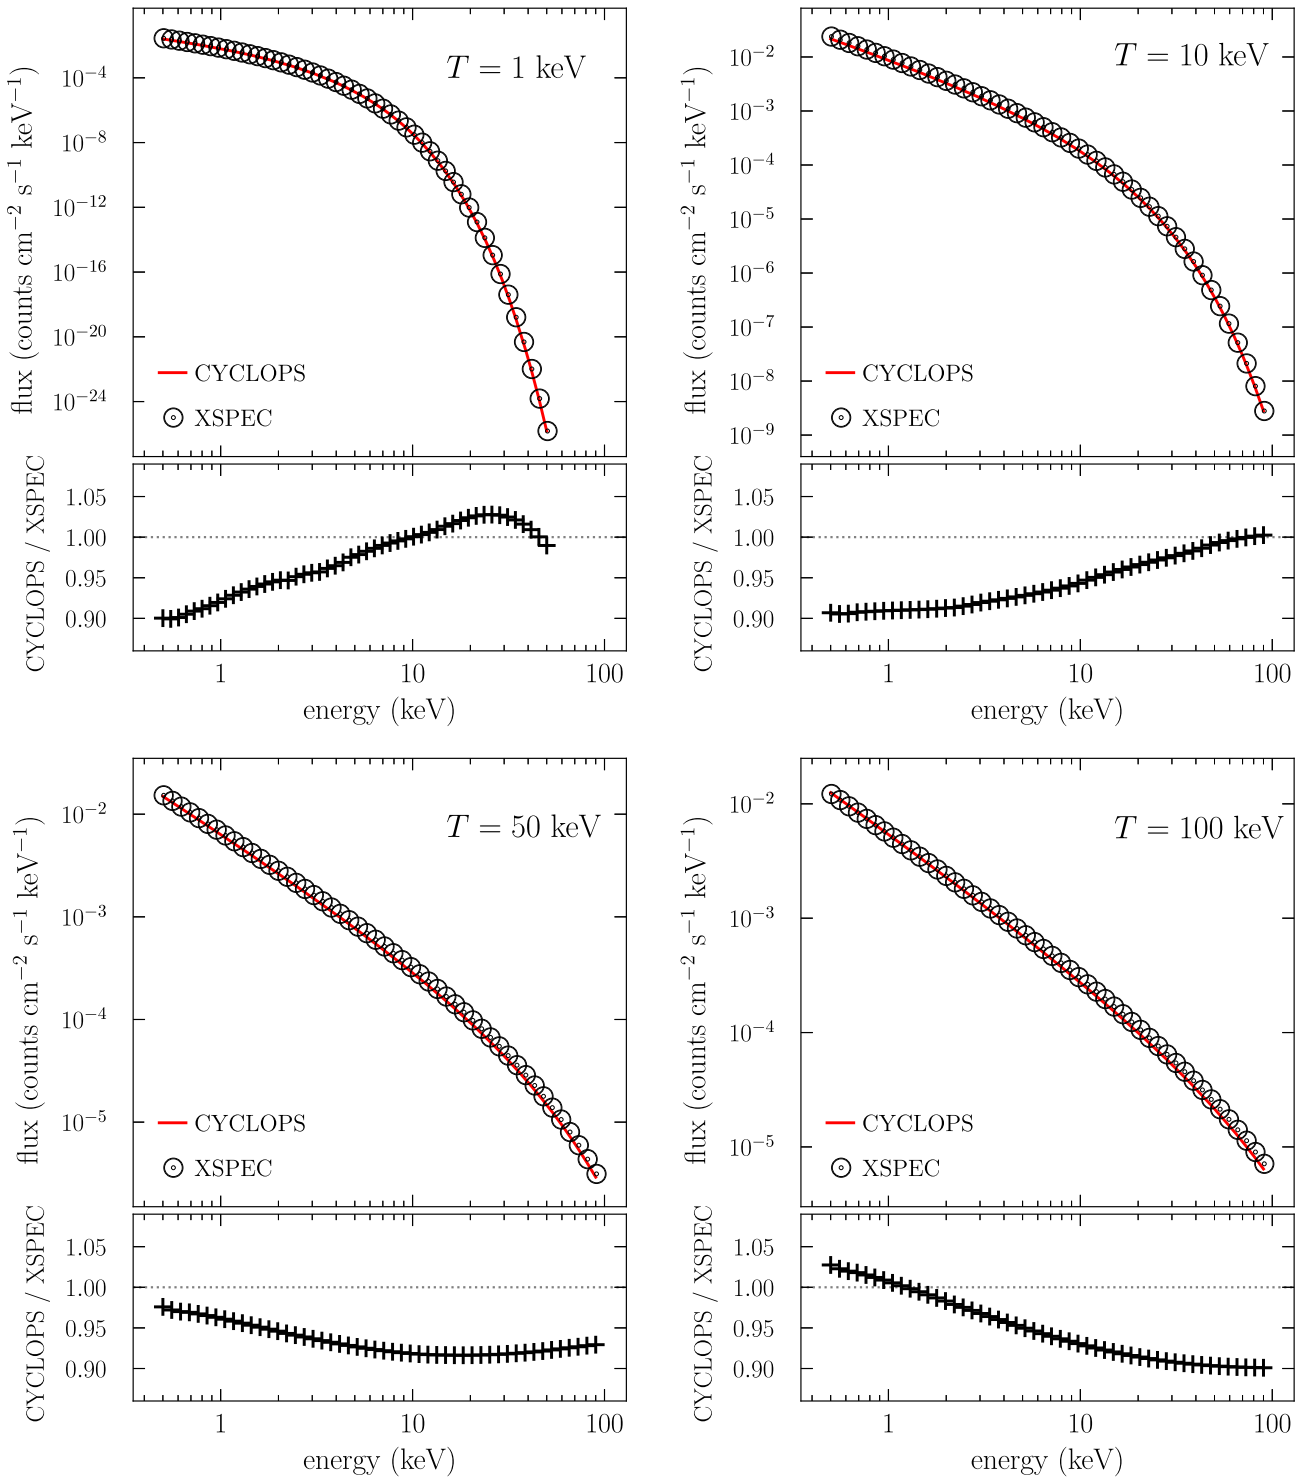 T = 1 keV
flux (counts cm−2 s−1 keV−1)
10−4
10−8
10−12
10−16
10−20
10−24
CYCLOPS
XSPEC
CYCLOPS / XSPEC
1.05
1.00
0.95
0.90
1 10 100
energy (keV)
T = 10 keV
flux (counts cm−2 s−1 keV−1)
10−2
10−3
10−4
10−5
10−6
10−7
10−8
10−9
CYCLOPS
XSPEC
CYCLOPS / XSPEC
1.05
1.00
0.95
0.90
1 10 100
energy (keV)
T = 50 keV
flux (counts cm−2 s−1 keV−1)
10−2
10−3
10−4
10−5
CYCLOPS
XSPEC
CYCLOPS / XSPEC
1.05
1.00
0.95
0.90
1 10 100
energy (keV)
T = 100 keV
flux (counts cm−2 s−1 keV−1)
10−2
10−3
10−4
10−5
CYCLOPS
XSPEC
CYCLOPS / XSPEC
1.05
1.00
0.95
0.90
1 10 100
energy (keV)